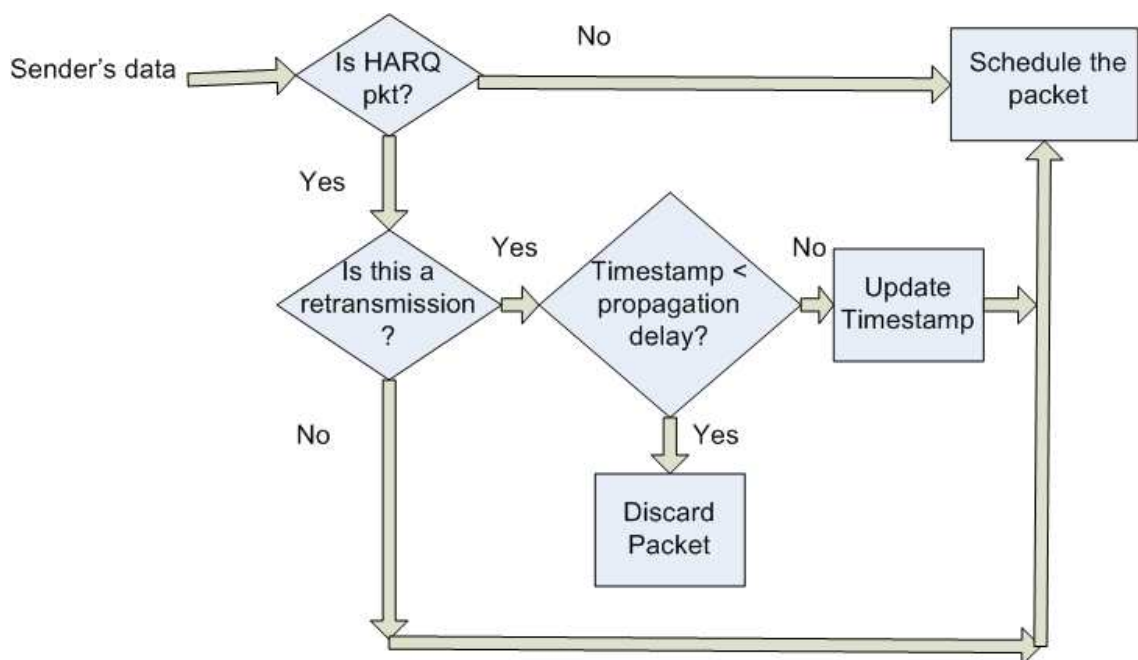 Sender's data
Is HARQ
pkt?
No
Schedule the
packet
Yes
Is this a
retransmission
?
Yes
Timestamp <
propagation
delay?
No
Update
Timestamp
No
Yes
Discard
Packet